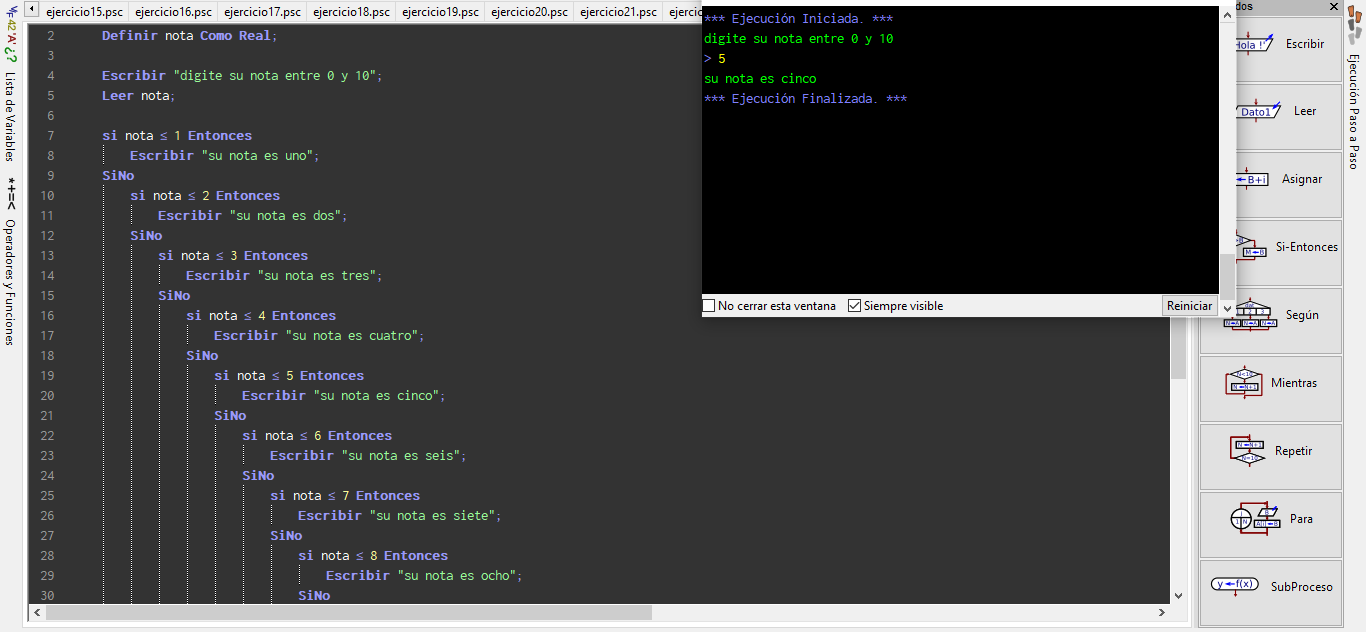 ejercicio15.psc ejercicio16.psc ejercicio17.psc ejercicio18.psc ejercicio19.psc ejercicio20.psc ejercicio21.psc ejercic
2 Definir nota Como Real;
3
4 Escribir "digite su nota entre 0 y 10";
5 Leer nota;
6
7 si nota ≤ 1 Entonces
8 Escribir "su nota es uno";
9 SiNo
10 si nota ≤ 2 Entonces
11 Escribir "su nota es dos";
12 SiNo
13 si nota ≤ 3 Entonces
14 Escribir "su nota es tres";
15 SiNo
16 si nota ≤ 4 Entonces
17 Escribir "su nota es cuatro";
18 SiNo
19 si nota ≤ 5 Entonces
20 Escribir "su nota es cinco";
21 SiNo
22 si nota ≤ 6 Entonces
23 Escribir "su nota es seis";
24 SiNo
25 si nota ≤ 7 Entonces
26 Escribir "su nota es siete";
27 SiNo
28 si nota ≤ 8 Entonces
29 Escribir "su nota es ocho";
30 SiNo
*** Ejecución Iniciada. ***
digite su nota entre 0 y 10
> 5
su nota es cinco
*** Ejecución Finalizada. ***
No cerrar esta ventana Siempre visible Reiniciar
dos
Escribir
Leer
Asignar
Si-Entonces
Según
Mientras
Repetir
Para
SubProceso
Hola !'
Dato1
B+i
y←f(x)
42 'A' ¿? Lista de Variables
*+=< Operadores y Funciones
Ejecución Paso a Paso